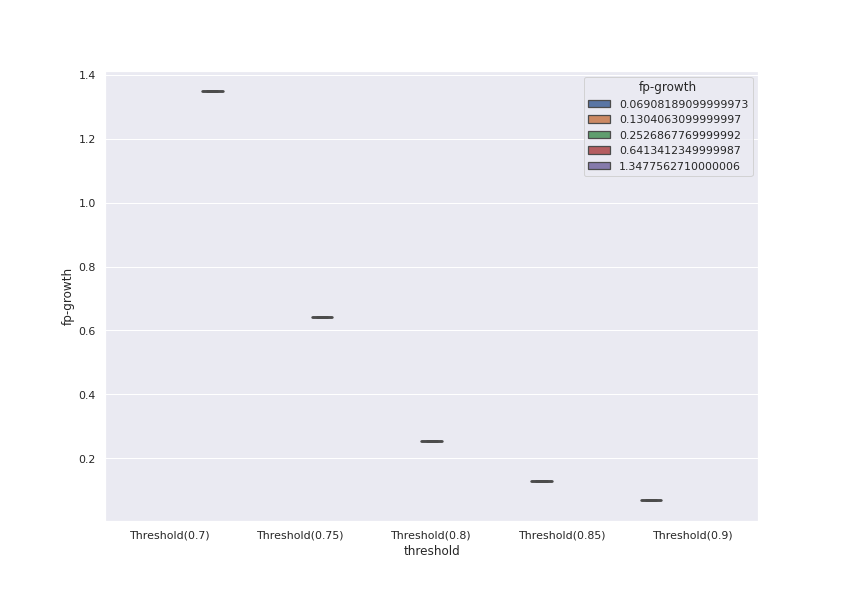 1.4
1.2
1.0
0.8
0.6
0.4
0.2
fp-growth
fp-growth
0.06908189099999973
0.1304063099999997
0.2526867769999992
0.6413412349999987
1.3477562710000006
Threshold(0.7)
Threshold(0.75)
Threshold(0.8)
Threshold(0.85)
Threshold(0.9)
threshold